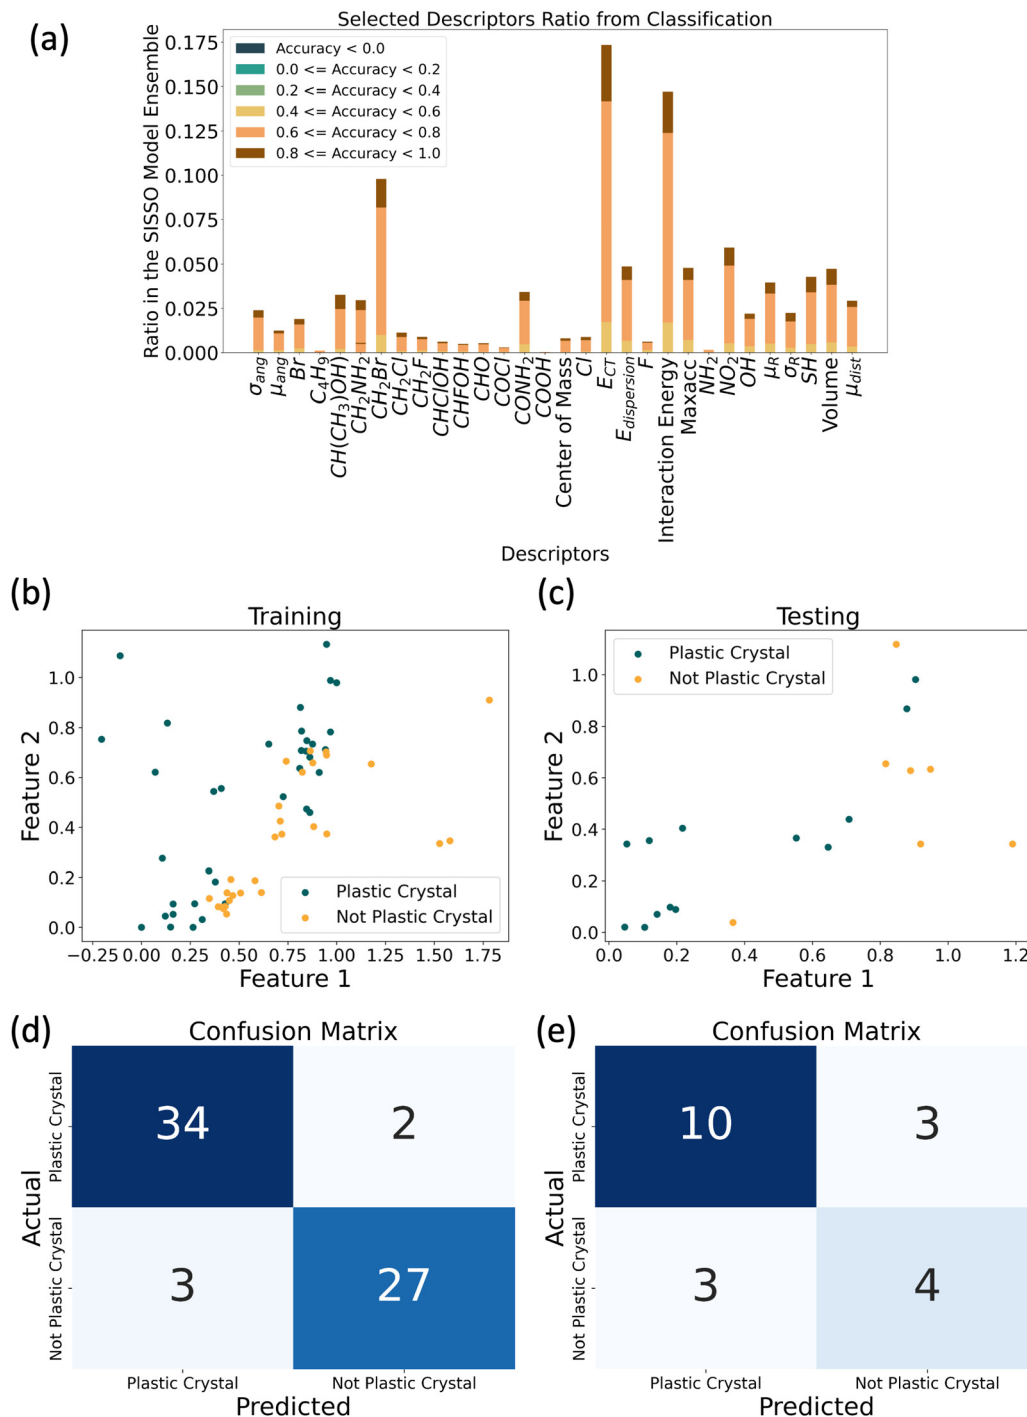 (a)
Selected Descriptors Ratio from Classification
Ratio in the SISSO Model Ensemble
0.175
0.150
0.125
0.100
0.075
0.050
0.025
0.000
Accuracy < 0.0
0.0 <= Accuracy < 0.2
0.2 <= Accuracy < 0.4
0.4 <= Accuracy < 0.6
0.6 <= Accuracy < 0.8
0.8 <= Accuracy < 1.0
σ_ang
μ_ang
Br
C₄H₉
CH(CH₃)OH)
CH₂NH₂
CH₂Br
CH₂Cl
CH₂F
CHClOH
CHFOH
CHO
COCl
CONH₂
COOH
Center of Mass
Cl
E_CT
E_dispersion
F
Interaction Energy
Maxacc
NH₂
NO₂
OH
μ_R
σ_R
SH
Volume
μ_dist
Descriptors
(b)
Training
Feature 2
1.0
0.8
0.6
0.4
0.2
0.0
Plastic Crystal
Not Plastic Crystal
−0.25 0.00 0.25 0.50 0.75 1.00 1.25 1.50 1.75
Feature 1
(c)
Testing
Feature 2
1.0
0.8
0.6
0.4
0.2
0.0
Plastic Crystal
Not Plastic Crystal
0.0 0.2 0.4 0.6 0.8 1.0 1.2
Feature 1
(d)
Confusion Matrix
Actual
Plastic Crystal
Not Plastic Crystal
34 2
3 27
Plastic Crystal Not Plastic Crystal
Predicted
(e)
Confusion Matrix
Actual
Plastic Crystal
Not Plastic Crystal
10 3
3 4
Plastic Crystal Not Plastic Crystal
Predicted